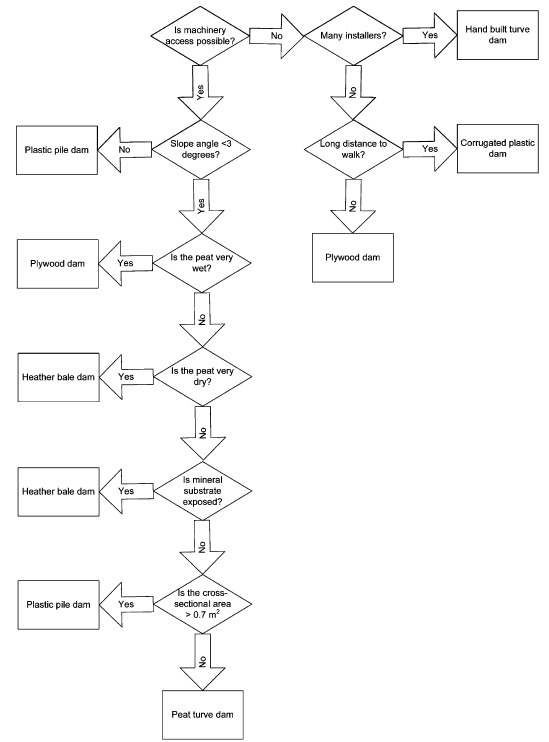 Is machinery
access possible?
No
Many installers?
Yes
Hand built turve
dam
Yes
No
Plastic pile dam
No
Slope angle <3
degrees?
Long distance to
walk?
Yes
Corrugated plastic
dam
Yes
No
Plywood dam
Yes
Is the peat very
wet?
Plywood dam
No
Heather bale dam
Yes
Is the peat very
dry?
No
Heather bale dam
Yes
Is mineral
substrate
exposed?
No
Plastic pile dam
Yes
Is the cross-
sectional area
> 0.7 m²
No
Peat turve dam